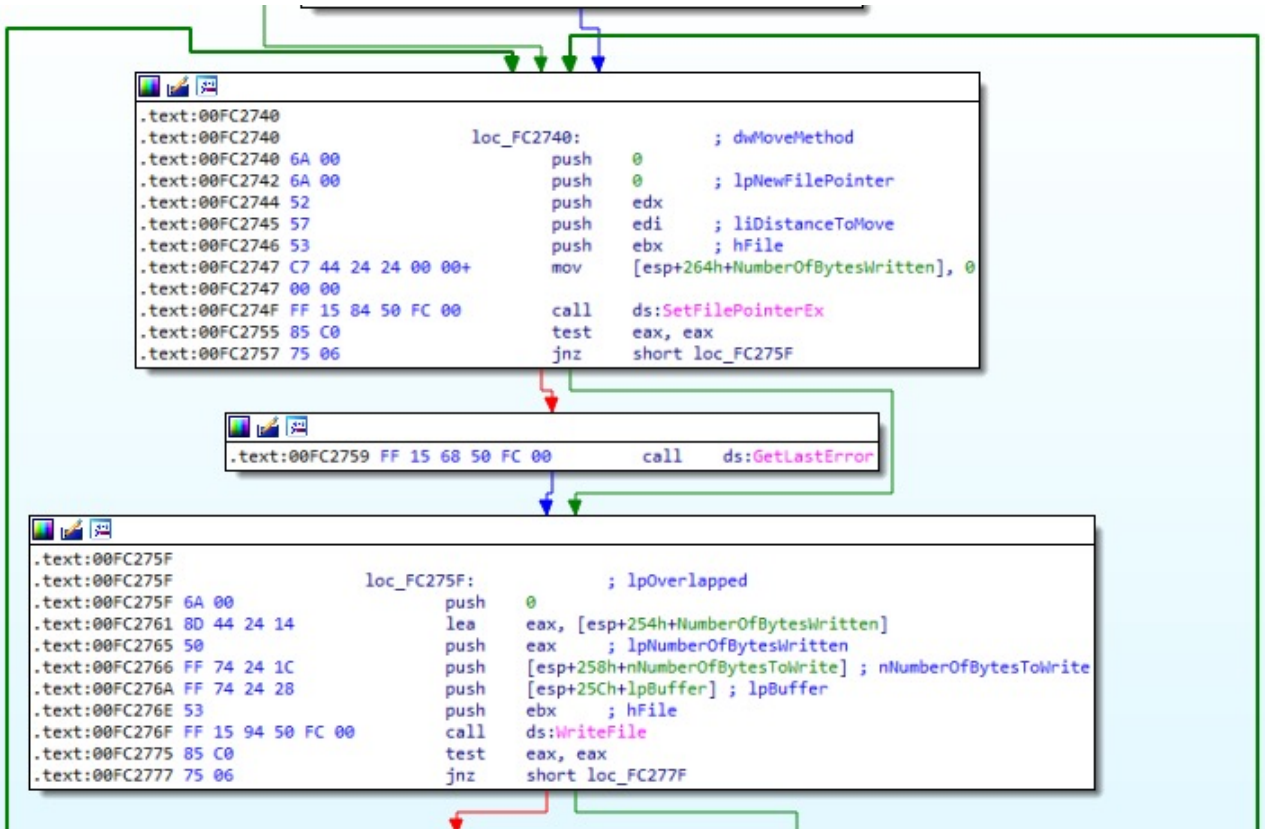 .text:00FC2740
.text:00FC2740 loc_FC2740: ; dwMoveMethod
.text:00FC2740 6A 00 push 0
.text:00FC2742 6A 00 push 0 ; lpNewFilePointer
.text:00FC2744 52 push edx
.text:00FC2745 57 push edi ; liDistanceToMove
.text:00FC2746 53 push ebx ; hFile
.text:00FC2747 C7 44 24 24 00 00+ mov [esp+264h+NumberOfBytesWritten], 0
.text:00FC2747 00 00
.text:00FC274F FF 15 84 50 FC 00 call ds:SetFilePointerEx
.text:00FC2755 85 C0 test eax, eax
.text:00FC2757 75 06 jnz short loc_FC275F
.text:00FC2759 FF 15 68 50 FC 00 call ds:GetLastError
.text:00FC275F
.text:00FC275F loc_FC275F: ; lpOverlapped
.text:00FC275F 6A 00 push 0
.text:00FC2761 8D 44 24 14 lea eax, [esp+254h+NumberOfBytesWritten]
.text:00FC2765 50 push eax ; lpNumberOfBytesWritten
.text:00FC2766 FF 74 24 1C push [esp+258h+nNumberOfBytesToWrite] ; nNumberOfBytesToWrite
.text:00FC276A FF 74 24 28 push [esp+25Ch+lpBuffer] ; lpBuffer
.text:00FC276E 53 push ebx ; hFile
.text:00FC276F FF 15 94 50 FC 00 call ds:WriteFile
.text:00FC2775 85 C0 test eax, eax
.text:00FC2777 75 06 jnz short loc_FC277F